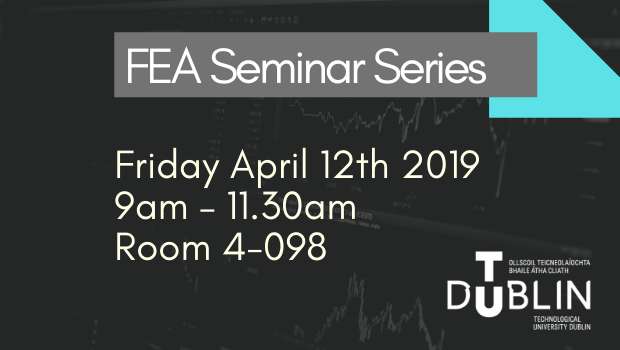 FEA Seminar Series
Friday April 12th 2019
9am - 11.30am
Room 4-098
OLLSCOIL TEICNEOLAÍOCHTA
BHAILE ÁTHA CLIATH
TU DUBLIN
TECHNOLOGICAL
UNIVERSITY DUBLIN